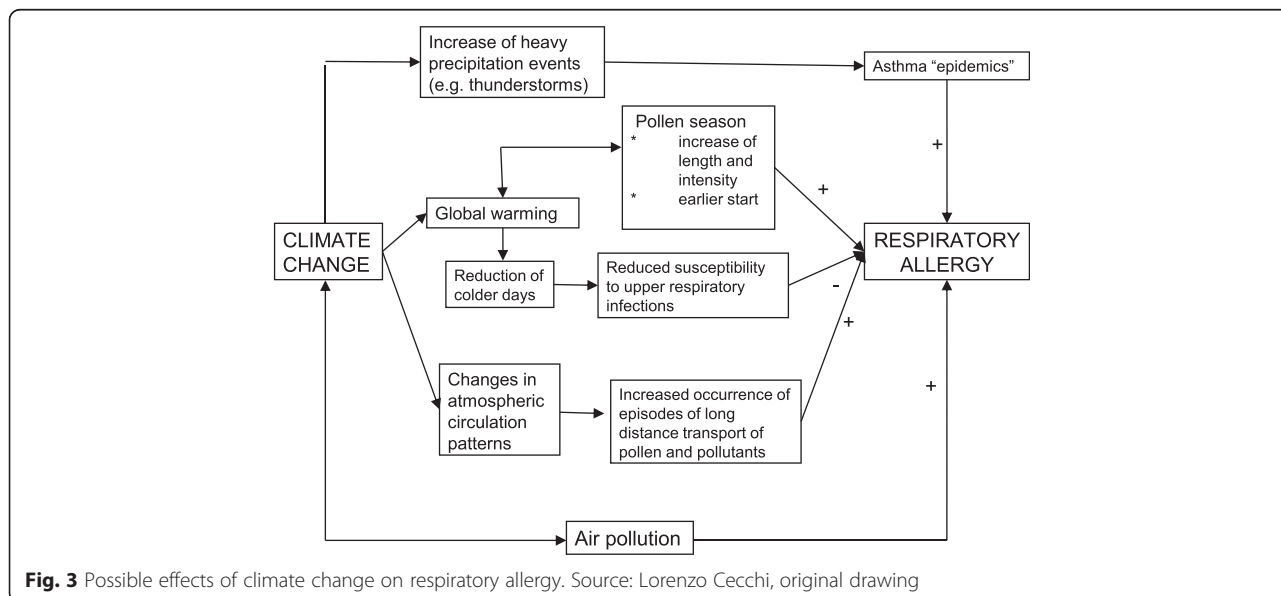 Increase of heavy
precipitation events
(e.g. thunderstorms)
Asthma “epidemics”
+
Pollen season
* increase of
length and
intensity
* earlier start
+
Global warming
CLIMATE
CHANGE
RESPIRATORY
ALLERGY
Reduction of
colder days
Reduced susceptibility
to upper respiratory
infections
-
+
Changes in
atmospheric
circulation
patterns
Increased occurrence of
episodes of long
distance transport of
pollen and pollutants
+
Air pollution
Fig. 3 Possible effects of climate change on respiratory allergy. Source: Lorenzo Cecchi, original drawing